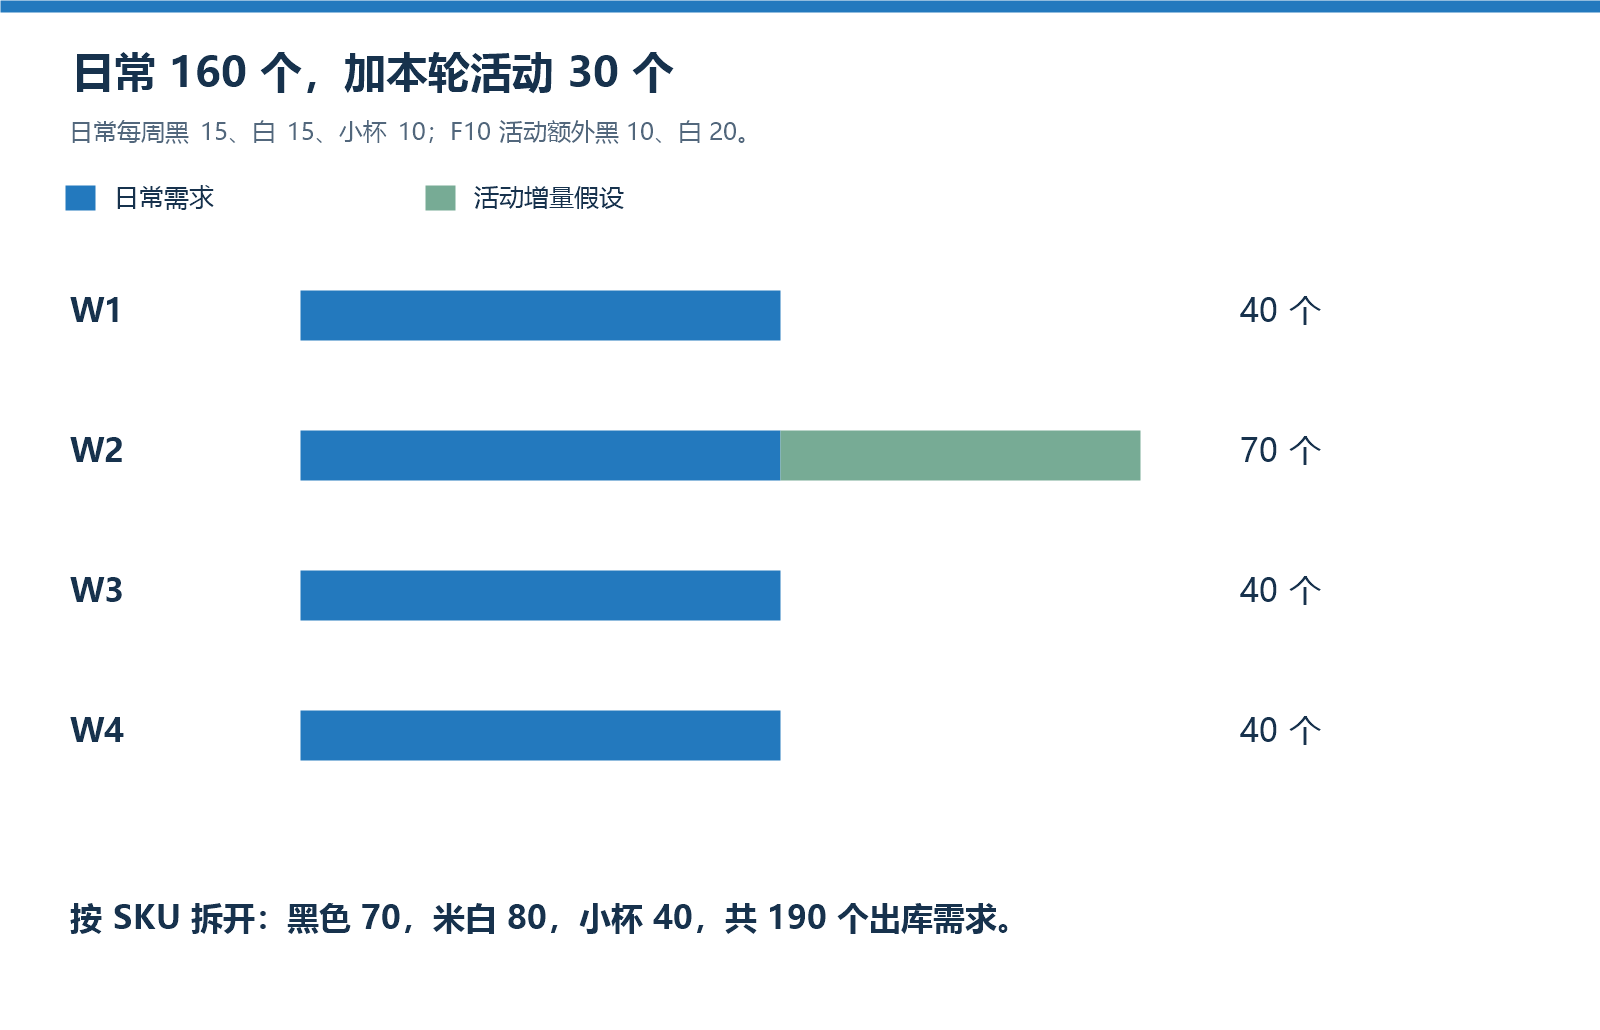 日常 160 个，加本轮活动 30 个
日常每周黑 15、白 15、小杯 10；F10 活动额外黑 10、白 20。
日常需求
活动增量假设
W1
40 个
W2
70 个
W3
40 个
W4
40 个
按 SKU 拆开：黑色 70，米白 80，小杯 40，共 190 个出库需求。